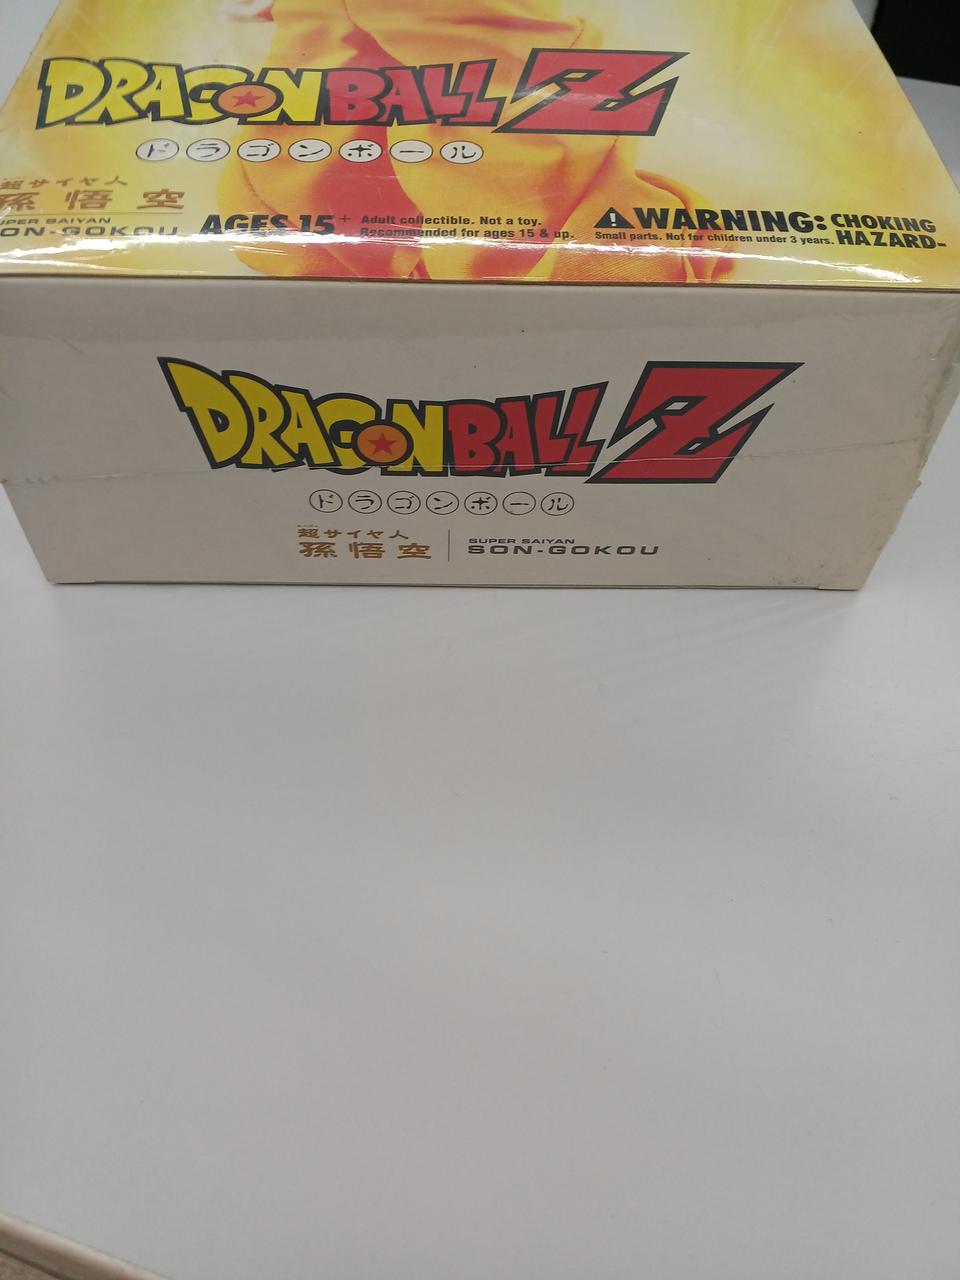 DRAGONBALL Z
ドラゴンボール
超サイヤ人
孫悟空
SUPER SAIYAN
SON-GOKOU
AGES 15+
Adult collectible. Not a toy.
Recommended for ages 15 & up.
WARNING: CHOKING HAZARD-
Small parts. Not for children under 3 years.
DRAGONBALL Z
ドラゴンボール
超サイヤ人
孫悟空
SUPER SAIYAN
SON-GOKOU